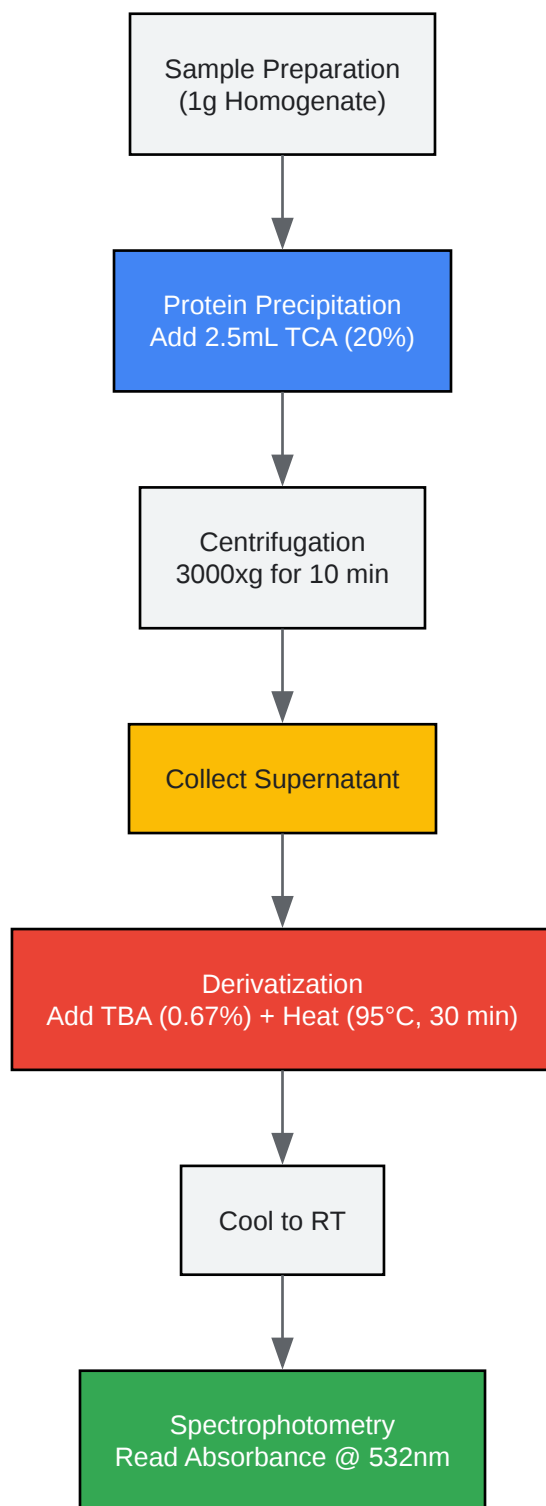 Sample Preparation
(1g Homogenate)
Protein Precipitation
Add 2.5mL TCA (20%)
Centrifugation
3000xg for 10 min
Collect Supernatant
Derivatization
Add TBA (0.67%) + Heat (95°C, 30 min)
Cool to RT
Spectrophotometry
Read Absorbance @ 532nm